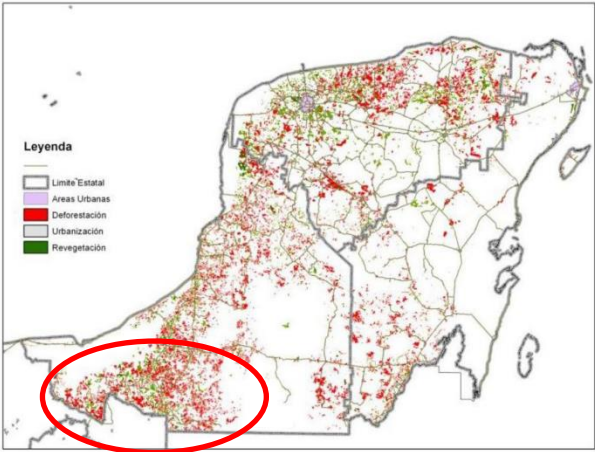 Leyenda
Limite Estatal
Areas Urbanas
Deforestación
Urbanización
Revegetación